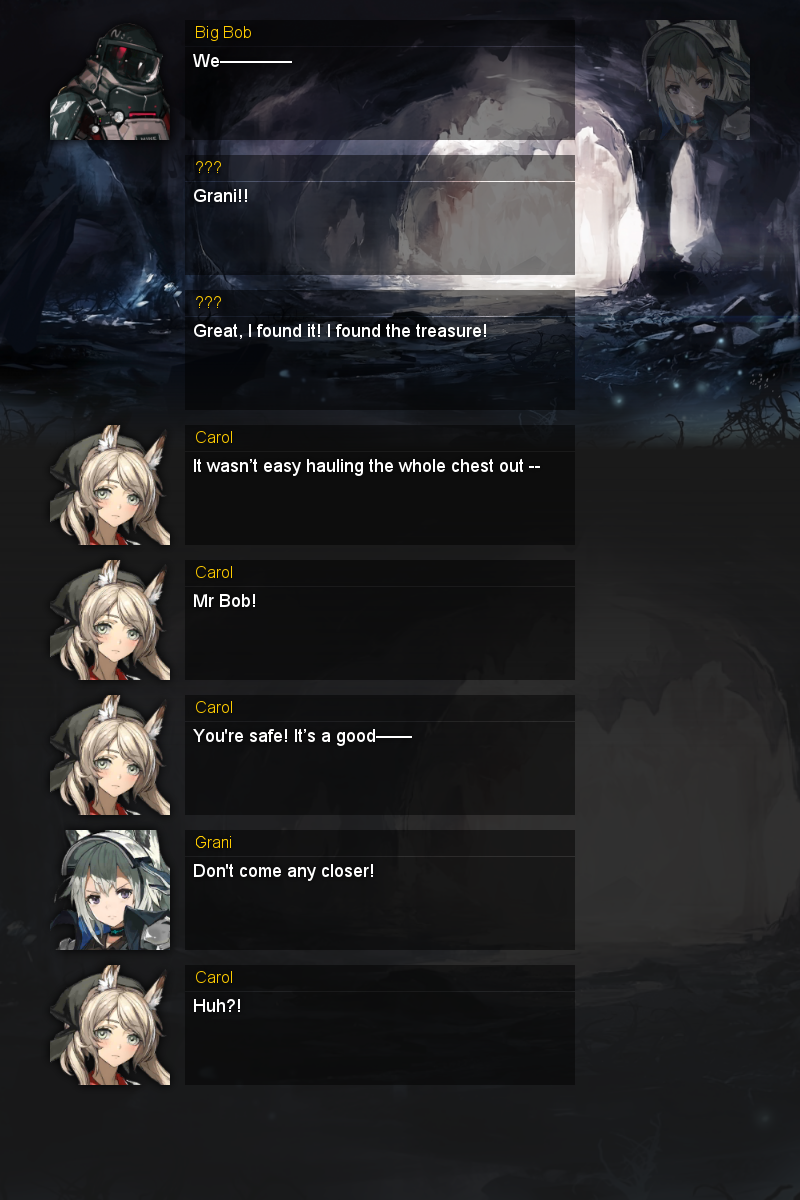 Big Bob
We————
???
Grani!!
???
Great, I found it! I found the treasure!
Carol
It wasn't easy hauling the whole chest out --
Carol
Mr Bob!
Carol
You're safe! It's a good——
Grani
Don't come any closer!
Carol
Huh?!